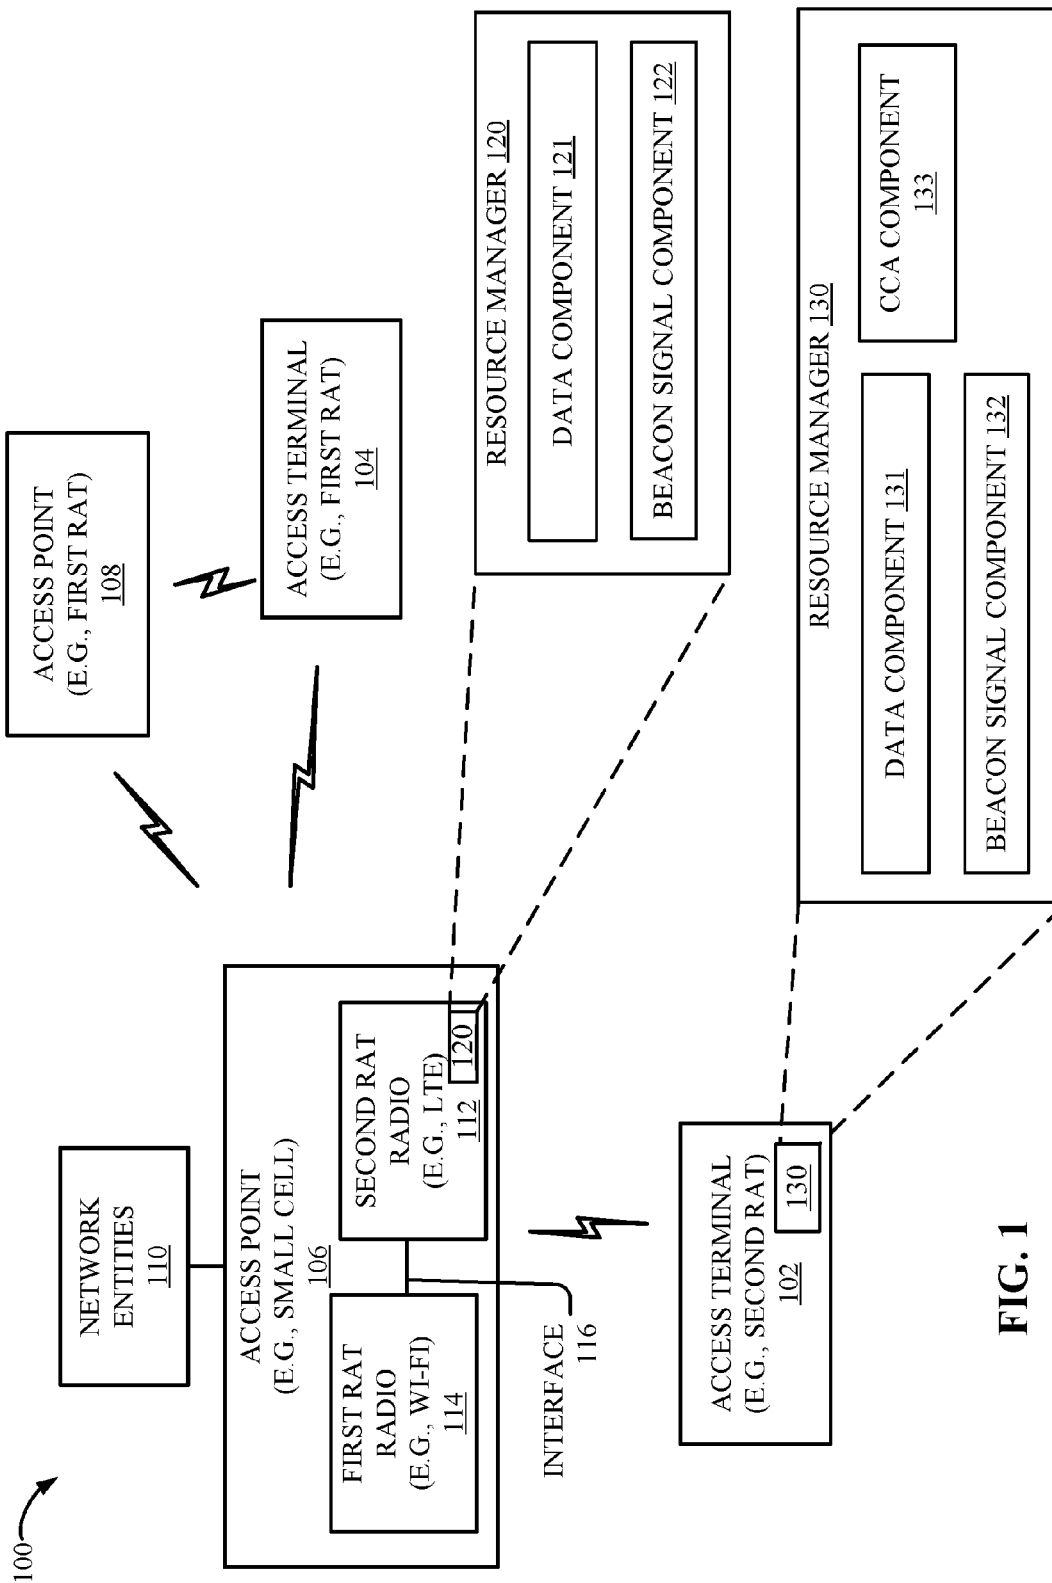 100
NETWORK
ENTITIES
110
ACCESS POINT
(E.G., SMALL CELL)
106
FIRST RAT
RADIO
(E.G., WI-FI)
114
SECOND RAT
RADIO
(E.G., LTE)
112
120
INTERFACE
116
ACCESS TERMINAL
(E.G., SECOND RAT)
102
130
ACCESS POINT
(E.G., FIRST RAT)
108
ACCESS TERMINAL
(E.G., FIRST RAT)
104
RESOURCE MANAGER 120
DATA COMPONENT 121
BEACON SIGNAL COMPONENT 122
RESOURCE MANAGER 130
DATA COMPONENT 131
BEACON SIGNAL COMPONENT 132
CCA COMPONENT
133
FIG. 1